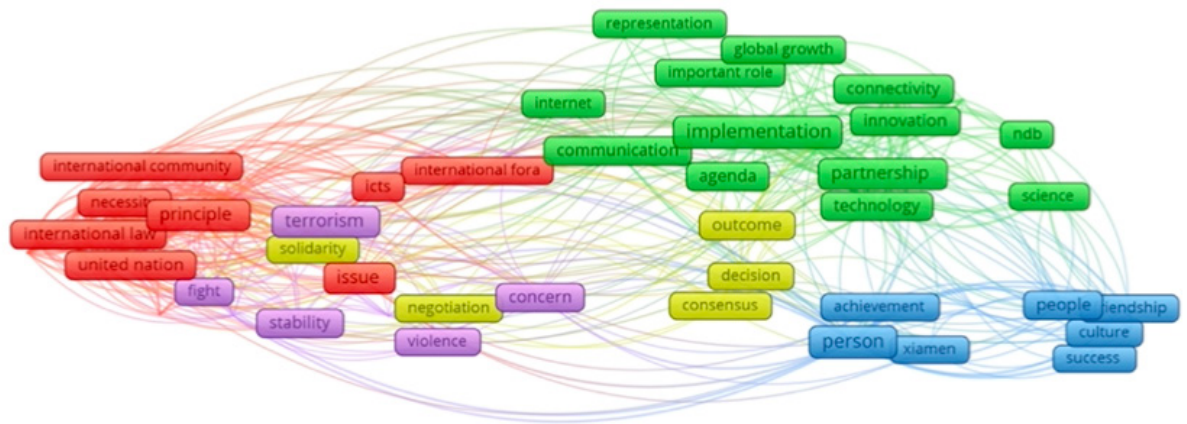 representation
global growth
important role
connectivity
internet
innovation
implementation
ndb
communication
international community
international fora
agenda
partnership
icts
science
necessity
principle
technology
terrorism
outcome
international law
solidarity
united nation
issue
decision
fight
concern
negotiation
consensus
achievement
people
friendship
stability
culture
violence
person
xiamen
success